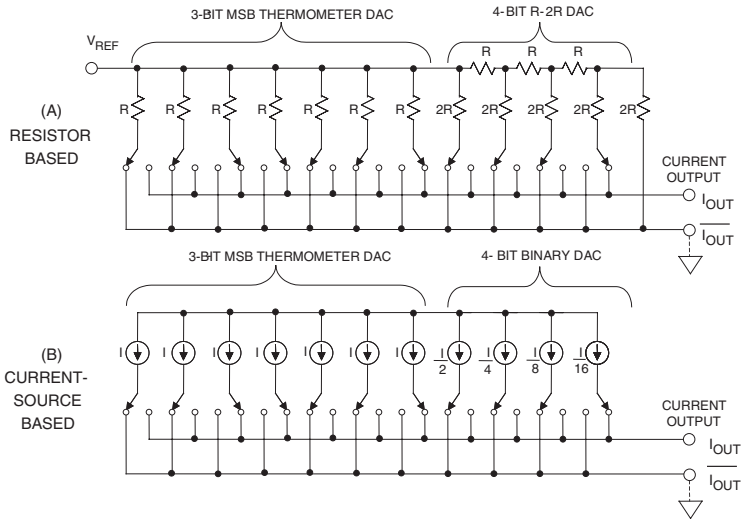 3-BIT MSB THERMOMETER DAC
4-BIT R-2R DAC
VREF
R R R
(A)
RESISTOR
BASED
R R R R R R R 2R 2R 2R 2R 2R
CURRENT
OUTPUT
IOUT
IOUT
3-BIT MSB THERMOMETER DAC
4- BIT BINARY DAC
(B)
CURRENT-
SOURCE
BASED
I I I I I I I I/2 I/4 I/8 I/16
CURRENT
OUTPUT
IOUT
IOUT